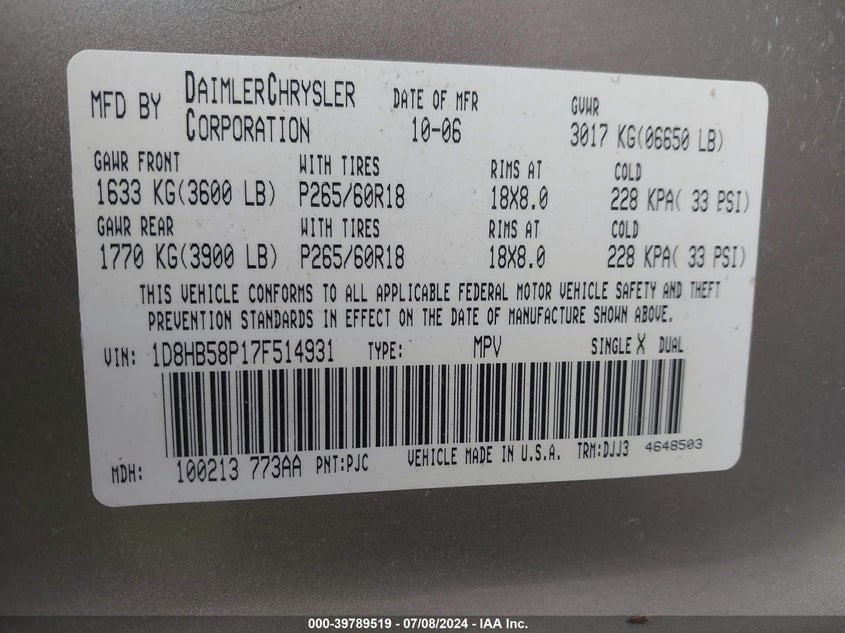 MFD BY DAIMLERCHRYSLER CORPORATION DATE OF MFR 10-06 GVWR 3017 KG(06650 LB)
GAWR FRONT WITH TIRES RIMS AT COLD
1633 KG(3600 LB) P265/60R18 18X8.0 228 KPA( 33 PSI)
GAWR REAR WITH TIRES RIMS AT COLD
1770 KG(3900 LB) P265/60R18 18X8.0 228 KPA( 33 PSI)
THIS VEHICLE CONFORMS TO ALL APPLICABLE FEDERAL MOTOR VEHICLE SAFETY AND THEFT
PREVENTION STANDARDS IN EFFECT ON THE DATE OF MANUFACTURE SHOWN ABOVE.
VIN: 1D8HB58P17F514931 TYPE: MPV SINGLE X DUAL
MDH: 100213 773AA PNT:PJC VEHICLE MADE IN U.S.A. TRM:DJJ3 4648503
000-39789519 / 07/08/2024 - IAA Inc.